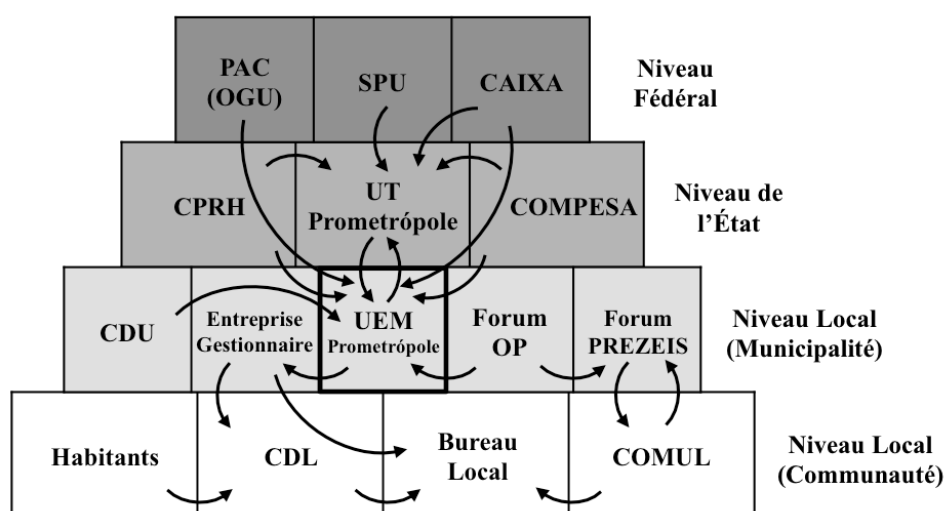 PAC
(OGU)
SPU
CAIXA
Niveau
Fédéral
CPRH
UT
Prometrópole
COMPESA
Niveau de
l’État
CDU
Entreprise
Gestionnaire
UEM
Prometrópole
Forum
OP
Forum
PREZEIS
Niveau Local
(Municipalité)
Habitants
CDL
Bureau
Local
COMUL
Niveau Local
(Communauté)